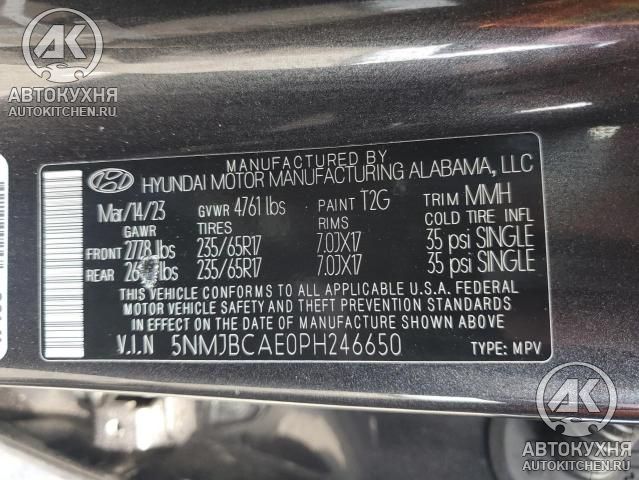 АК
АВТОКУХНЯ
AUTOKITCHEN.RU
MANUFACTURED BY
HYUNDAI MOTOR MANUFACTURING ALABAMA, LLC
Mar/14/23 GVWR 4761 lbs PAINT T2G TRIM MMH
GAWR TIRES RIMS COLD TIRE INFL
FRONT 2728 lbs 235/65R17 7.0JX17 35 psi SINGLE
REAR lbs 235/65R17 7.0JX17 35 psi SINGLE
THIS VEHICLE CONFORMS TO ALL APPLICABLE U.S.A. FEDERAL
MOTOR VEHICLE SAFETY AND THEFT PREVENTION STANDARDS
IN EFFECT ON THE DATE OF MANUFACTURE SHOWN ABOVE.
V.I.N 5NMJBCAE0PH246650 TYPE: MPV
АК
АВТОКУХНЯ
AUTOKITCHEN.RU